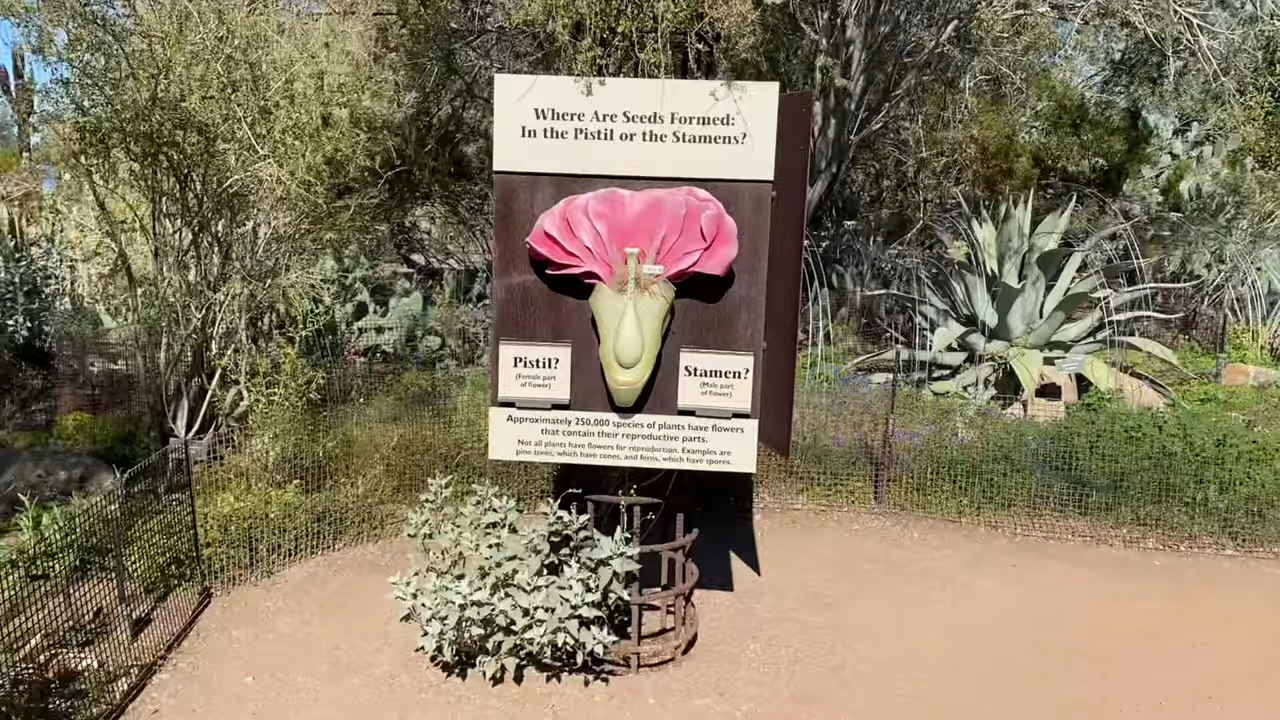 Where Are Seeds Formed:
In the Pistil or the Stamens?
Pistil?
(Female part
of flower)
Stamen?
(Male part
of flower)
Approximately 250,000 species of plants have flowers
that contain their reproductive parts.
Not all plants have flowers for reproduction. Examples are
pine trees, which have cones, and ferns, which have spores.